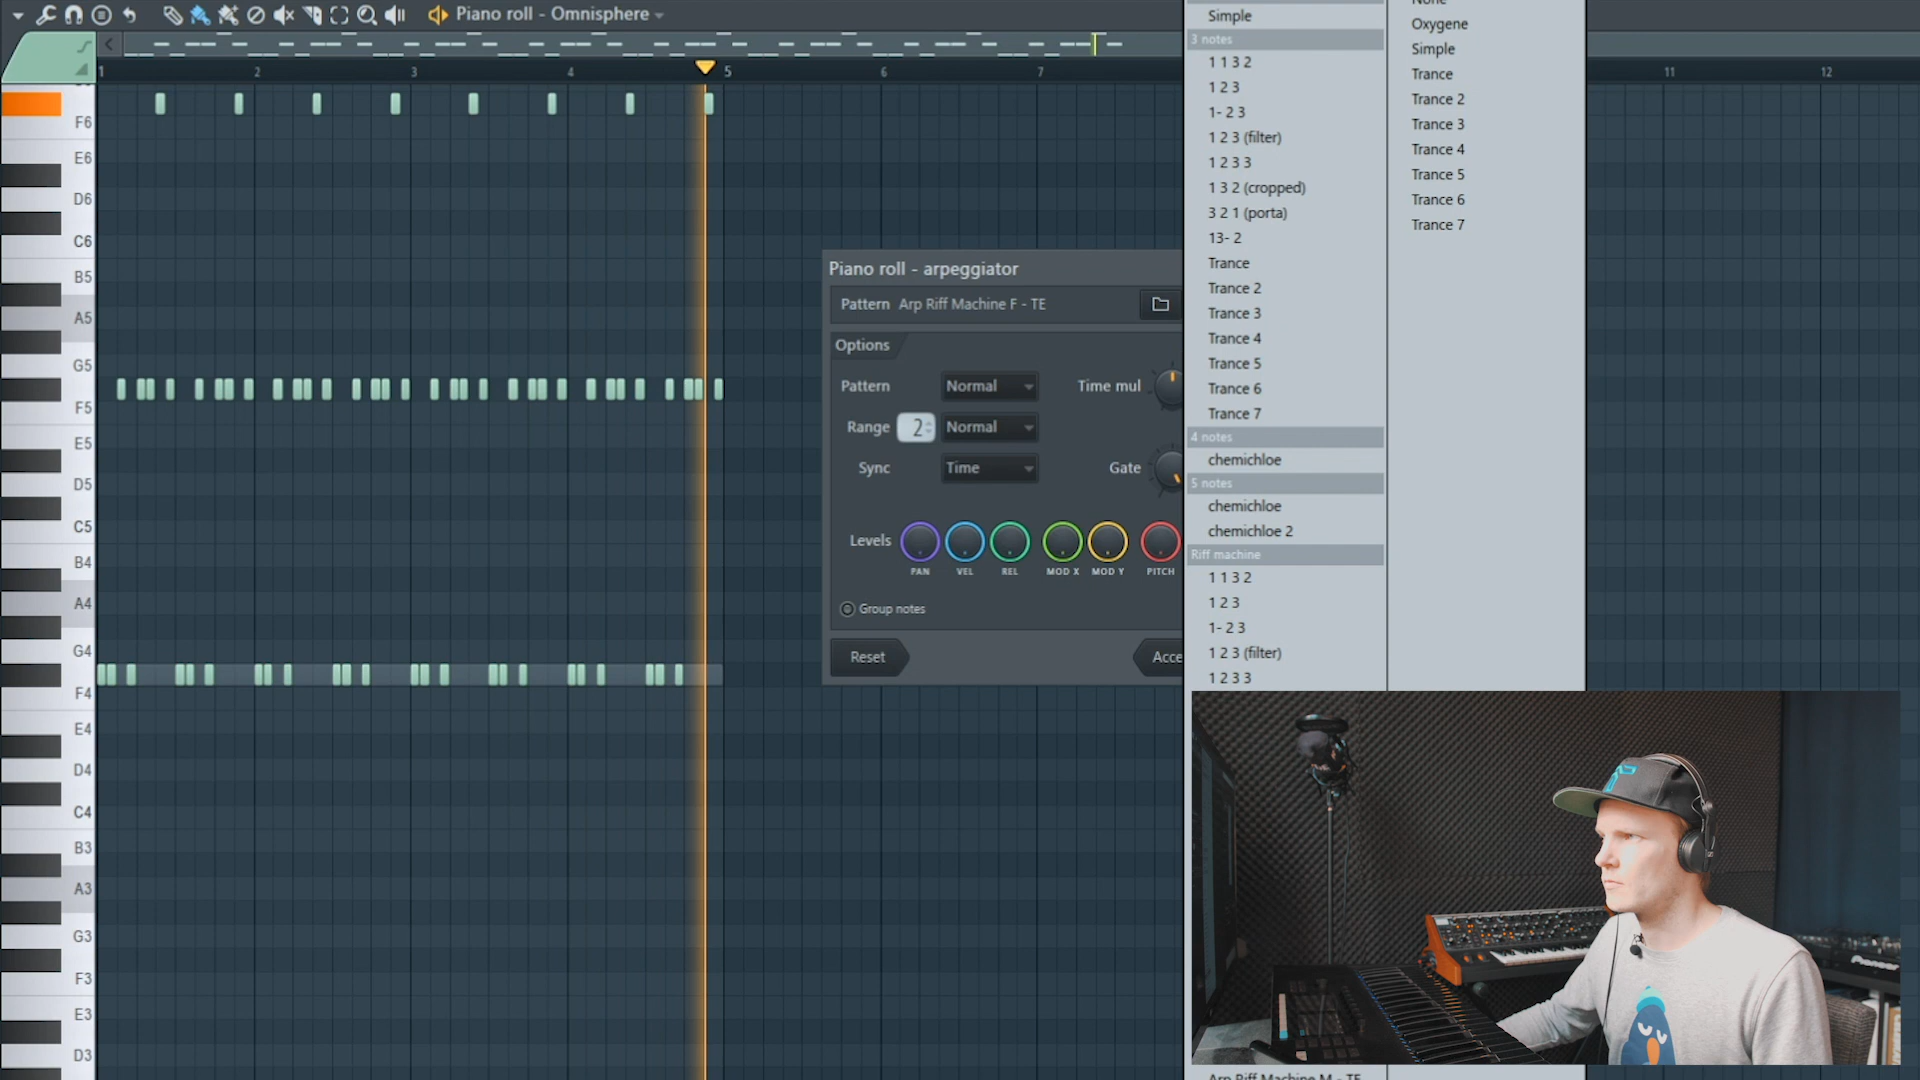 Piano roll - Omnisphere
1 2 3 4 5 6 7 11 12
F6
E6
D6
C6
B5
A5
G5
F5
E5
D5
C5
B4
A4
G4
F4
E4
D4
C4
B3
A3
G3
F3
E3
D3
Piano roll - arpeggiator
Pattern Arp Riff Machine F - TE
Options
Pattern Normal Time mul
Range 2 Normal
Sync Time Gate
Levels
PAN VEL REL MOD X MOD Y PITCH
Group notes
Reset Acce
Simple
3 notes
1 1 3 2
1 2 3
1- 2 3
1 2 3 (filter)
1 2 3 3
1 3 2 (cropped)
3 2 1 (porta)
13- 2
Trance
Trance 2
Trance 3
Trance 4
Trance 5
Trance 6
Trance 7
4 notes
chemichloe
5 notes
chemichloe
chemichloe 2
Riff machine
1 1 3 2
1 2 3
1- 2 3
1 2 3 (filter)
1 2 3 3
Arp Riff Machine M - TE
None
Oxygene
Simple
Trance
Trance 2
Trance 3
Trance 4
Trance 5
Trance 6
Trance 7
Pioneer